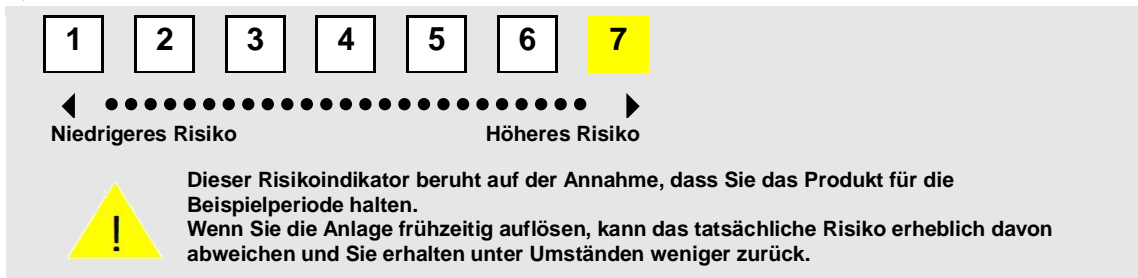 1 2 3 4 5 6 7
Niedrigeres Risiko Höheres Risiko
Dieser Risikoindikator beruht auf der Annahme, dass Sie das Produkt für die
Beispielperiode halten.
Wenn Sie die Anlage frühzeitig auflösen, kann das tatsächliche Risiko erheblich davon
abweichen und Sie erhalten unter Umständen weniger zurück.
!